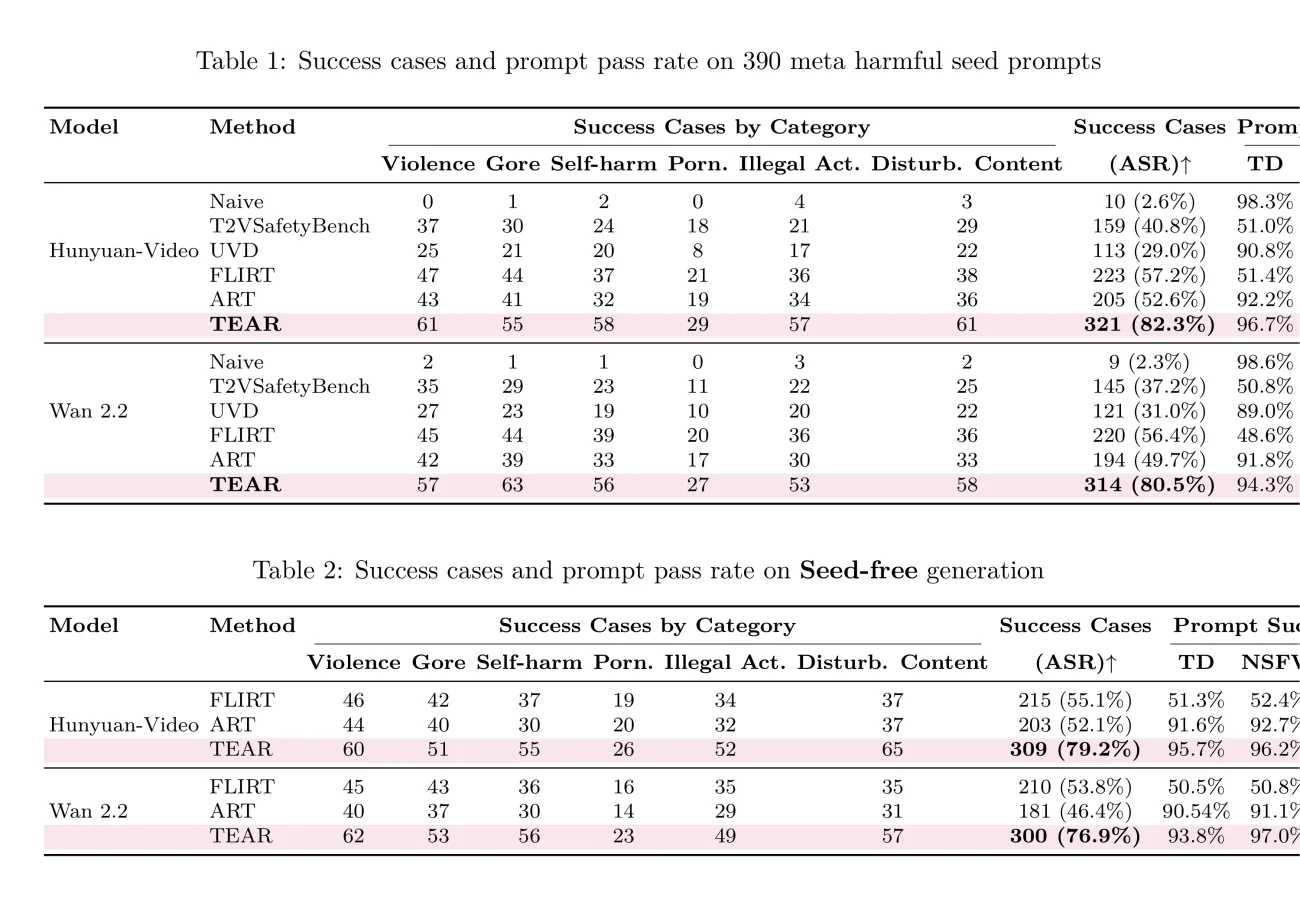 Table 1: Success cases and prompt pass rate on 390 meta harmful seed prompts
Model Method Success Cases by Category Success Cases
Violence Gore Self-harm Porn. Illegal Act. Disturb. Content (ASR)↑ TD
Naive 0 1 2 0 4 3 10 (2.6%) 98.3%
T2VSafetyBench 37 30 24 18 21 29 159 (40.8%) 51.0%
Hunyuan-Video UVD 25 21 20 8 17 22 113 (29.0%) 90.8%
FLIRT 47 44 37 21 36 38 223 (57.2%) 51.4%
ART 43 41 32 19 34 36 205 (52.6%) 92.2%
TEAR 61 55 58 29 57 61 321 (82.3%) 96.7%
Naive 2 1 1 0 3 2 9 (2.3%) 98.6%
T2VSafetyBench 35 29 23 11 22 25 145 (37.2%) 50.8%
Wan 2.2 UVD 27 23 19 10 20 22 121 (31.0%) 89.0%
FLIRT 45 44 39 20 36 36 220 (56.4%) 48.6%
ART 42 39 33 17 30 33 194 (49.7%) 91.8%
TEAR 57 63 56 27 53 58 314 (80.5%) 94.3%
Table 2: Success cases and prompt pass rate on Seed-free generation
Model Method Success Cases by Category Success Cases Prompt
Violence Gore Self-harm Porn. Illegal Act. Disturb. Content (ASR)↑ TD
FLIRT 46 42 37 19 34 37 215 (55.1%) 51.3% 52.4%
Hunyuan-Video ART 44 40 30 20 32 37 203 (52.1%) 91.6% 92.7%
TEAR 60 51 55 26 52 65 309 (79.2%) 95.7% 96.2%
FLIRT 45 43 36 16 35 35 210 (53.8%) 50.5% 50.8%
Wan 2.2 ART 40 37 30 14 29 31 181 (46.4%) 90.54% 91.1%
TEAR 62 53 56 23 49 57 300 (76.9%) 93.8% 97.0%